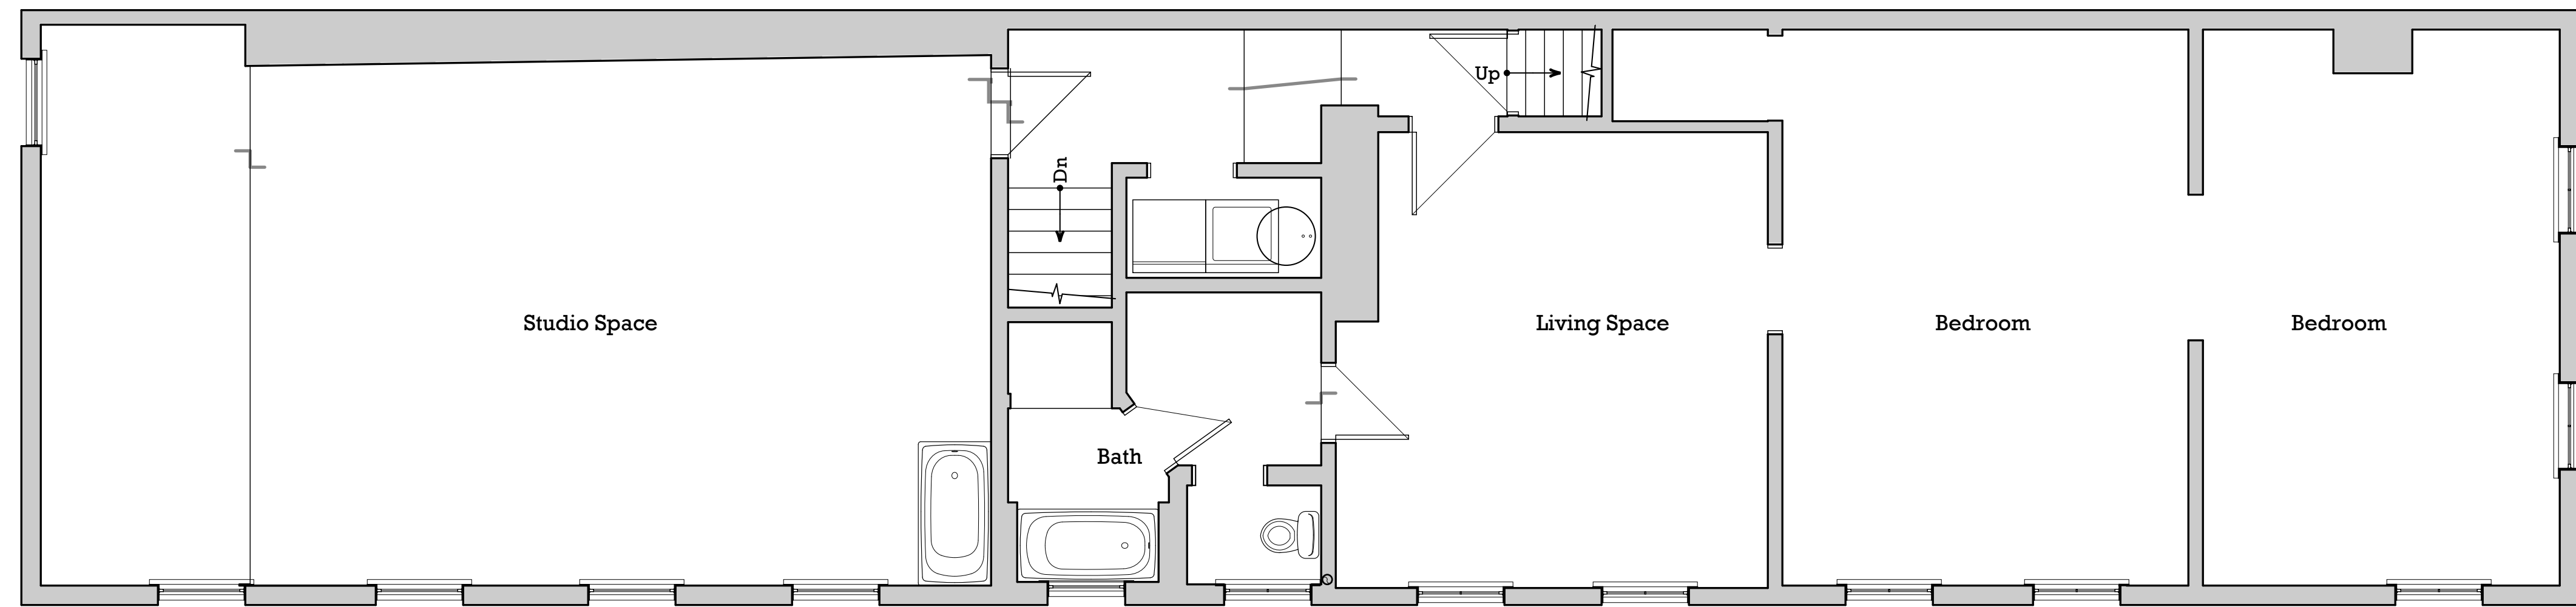 Up
Dn
Studio Space
Living Space
Bedroom
Bedroom
Bath